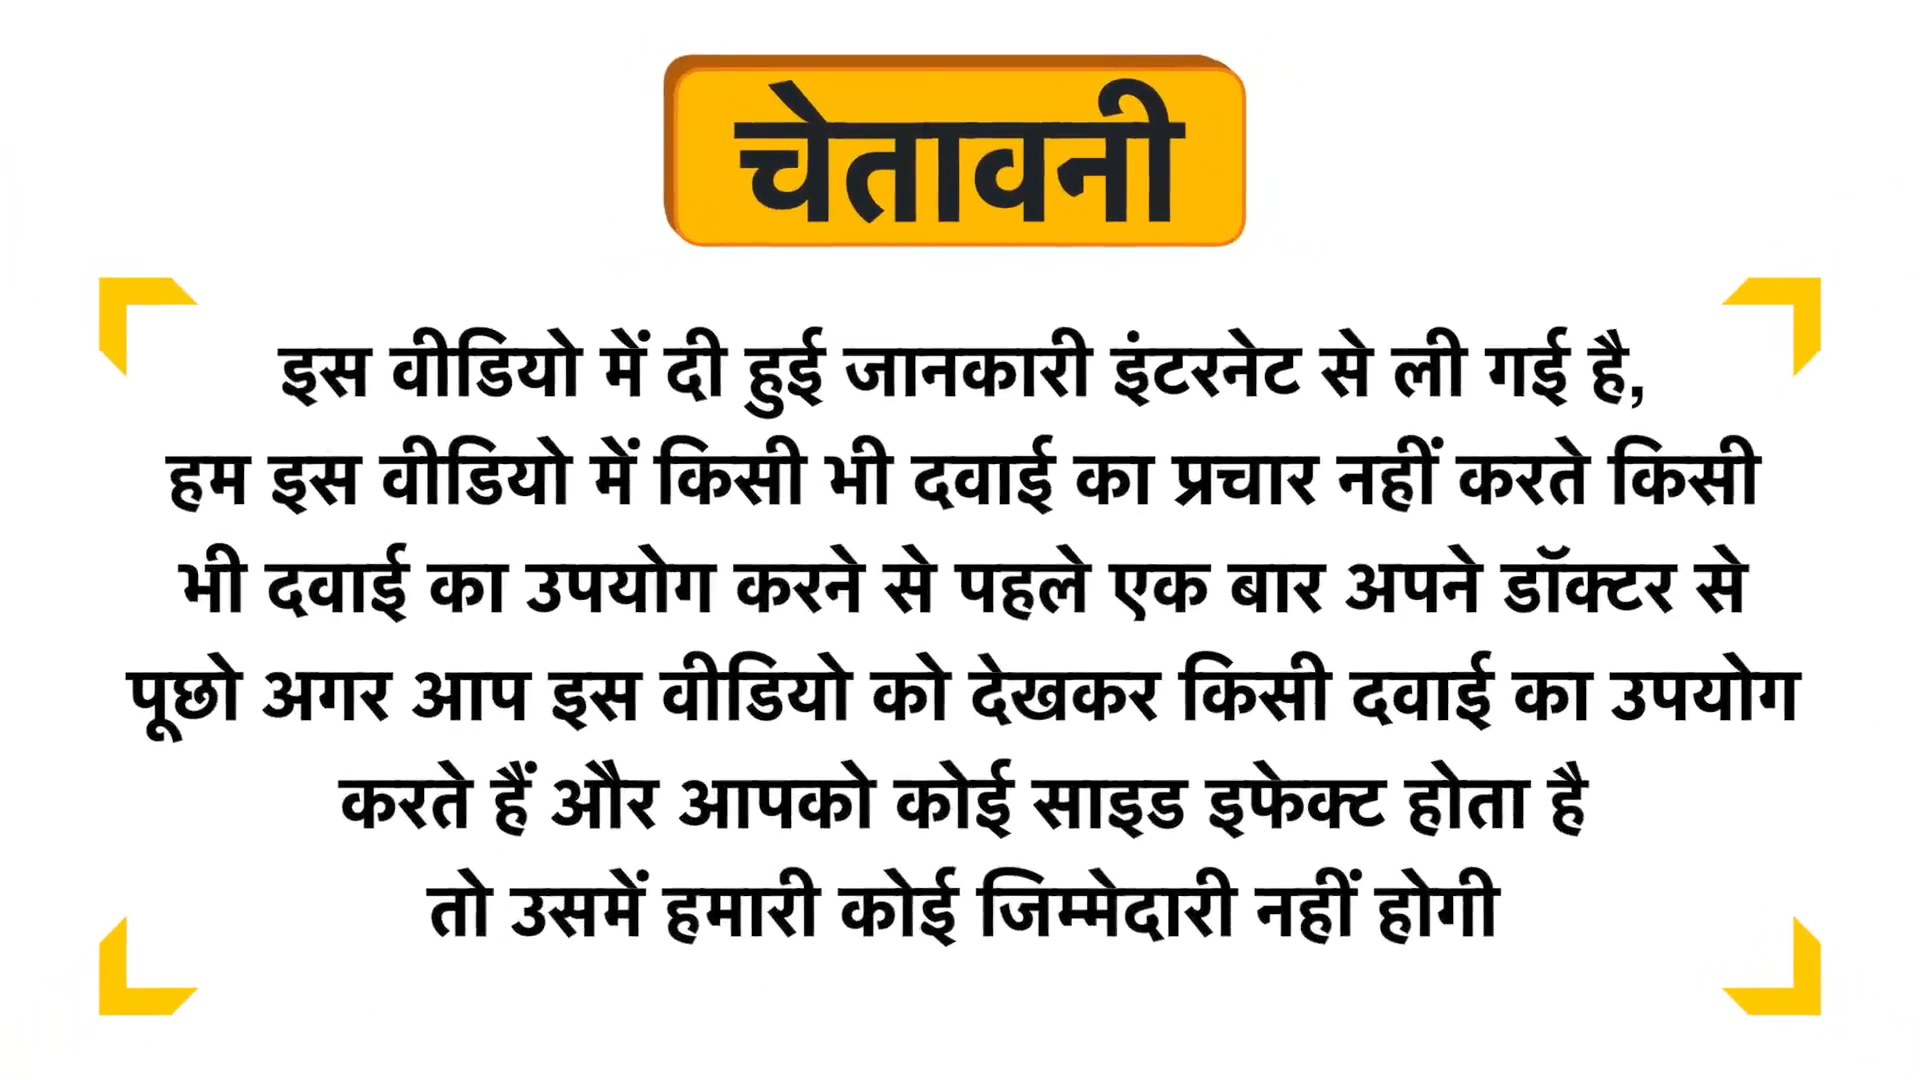 चेतावनी
इस वीडियो में दी हुई जानकारी इंटरनेट से ली गई है,
हम इस वीडियो में किसी भी दवाई का प्रचार नहीं करते किसी
भी दवाई का उपयोग करने से पहले एक बार अपने डॉक्टर से
पूछो अगर आप इस वीडियो को देखकर किसी दवाई का उपयोग
करते हैं और आपको कोई साइड इफेक्ट होता है
तो उसमें हमारी कोई जिम्मेदारी नहीं होगी